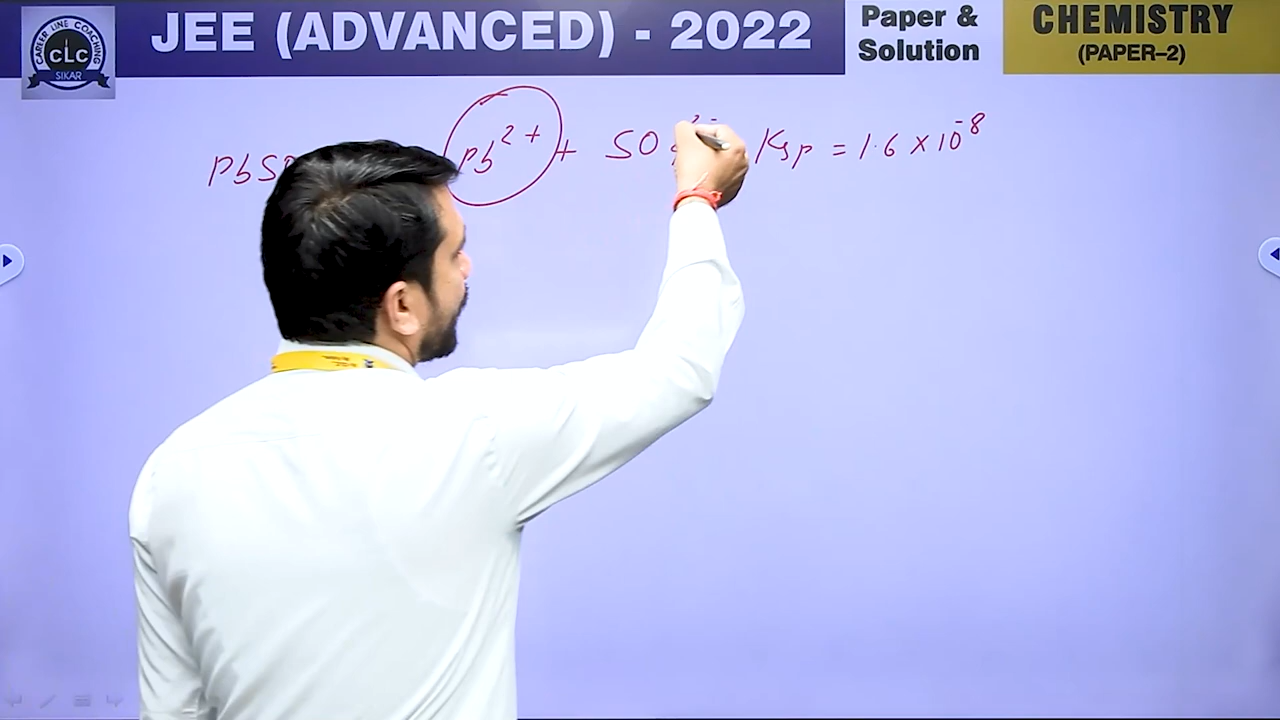 CAREER LINE COACHING
CLC
SIKAR
JEE (ADVANCED) - 2022
Paper &
Solution
CHEMISTRY
(PAPER–2)
Pb²⁺ + SO Ksp = 1.6 × 10⁻⁸